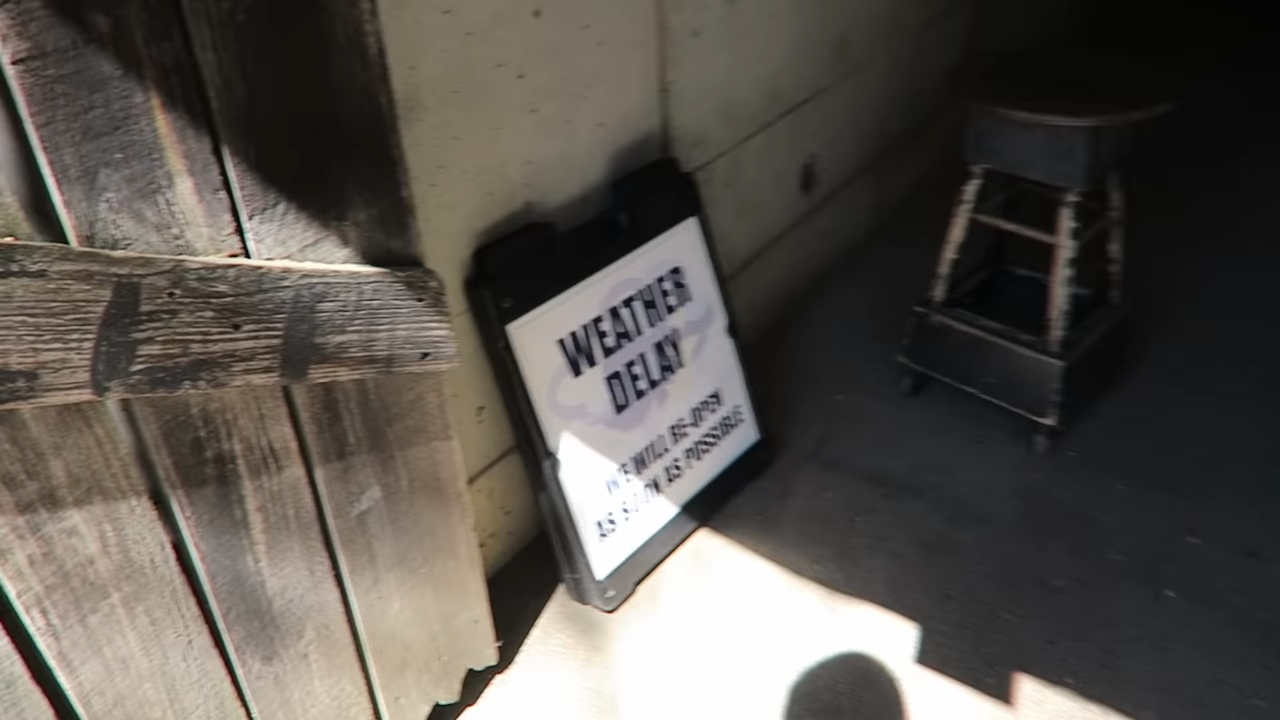 WEATHER
DELAY
WE WILL RE-OPEN
AS SOON AS POSSIBLE